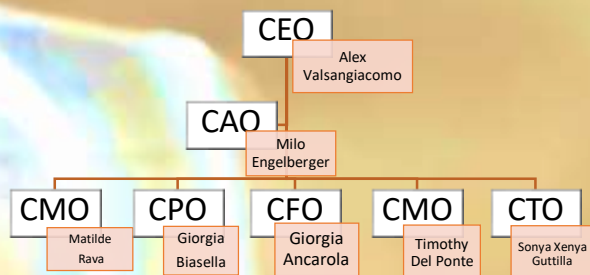 CEO
Alex
Valsangiacomo
CAO
Milo
Engelberger
CMO
Matilde
Rava
CPO
Giorgia
Biasella
CFO
Giorgia
Ancarola
CMO
Timothy
Del Ponte
CTO
Sonya Xenya
Guttilla